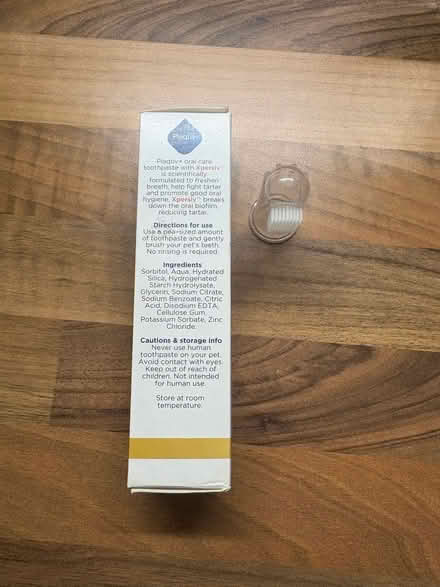 Plaqtiv+ oral care
toothpaste with Xpersiv™
is scientifically
formulated to freshen
breath, help fight tartar
and promote good oral
hygiene. Xpersiv™ breaks
down the oral biofilm,
reducing tartar.
Directions for use
Use a pea-sized amount
of toothpaste and gently
brush your pet's teeth.
No rinsing is required.
Ingredients
Sorbitol, Aqua, Hydrated
Silica, Hydrogenated
Starch Hydrolysate,
Glycerin, Sodium Citrate,
Sodium Benzoate, Citric
Acid, Disodium EDTA,
Cellulose Gum,
Potassium Sorbate, Zinc
Chloride.
Cautions & storage info
Never use human
toothpaste on your pet.
Avoid contact with eyes.
Keep out of reach of
children. Not intended
for human use.
Store at room
temperature.